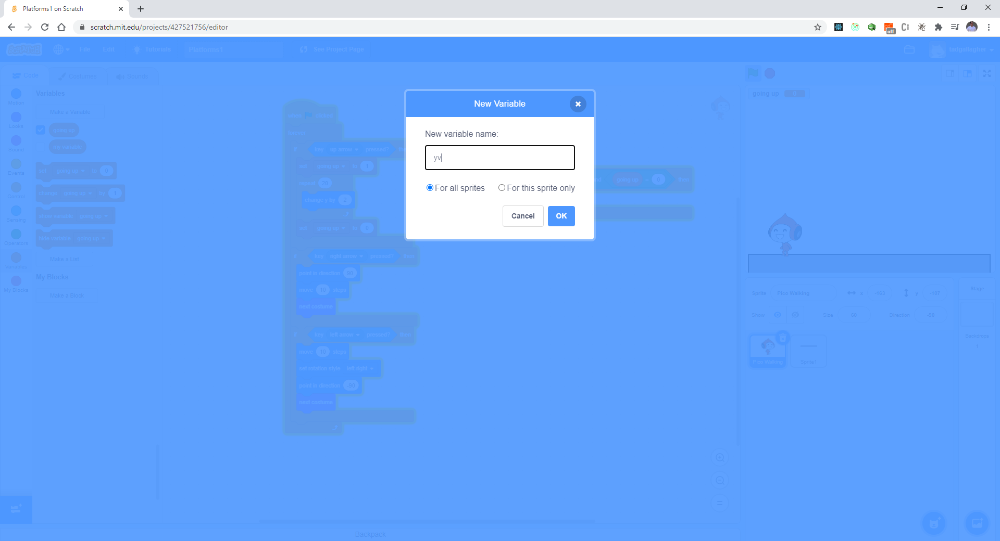 Platforms1 on Scratch
scratch.mit.edu/projects/427521756/editor
off
SCRATCH
File
Edit
Tutorials
Platforms1
See Project Page
tadgallagher
Code
Costumes
Sounds
Motion
Looks
Sound
Events
Control
Sensing
Operators
Variables
My Blocks
Variables
Make a Variable
going up
my variable
set going up to 0
change going up by 1
show variable going up
hide variable going up
Make a List
My Blocks
Make a Block
when clicked
forever
if key up arrow pressed? the
set going up to 1
repeat 20
change y by 2
set going up to 0
if key right arrow pressed? then
point in direction 90
move 10 steps
next costume
if key left arrow pressed? then
move 10 steps
set rotation style left-right
point in direction -90
next costume
New Variable
New variable name:
yv
For all sprites
For this sprite only
Cancel
OK
going up = 0 then
going up 0
Sprite Pico Walking x -163 y -107
Show Size 60 Direction
Pico Walking
Sprite1
Stage
Backdrops
1
Backpack